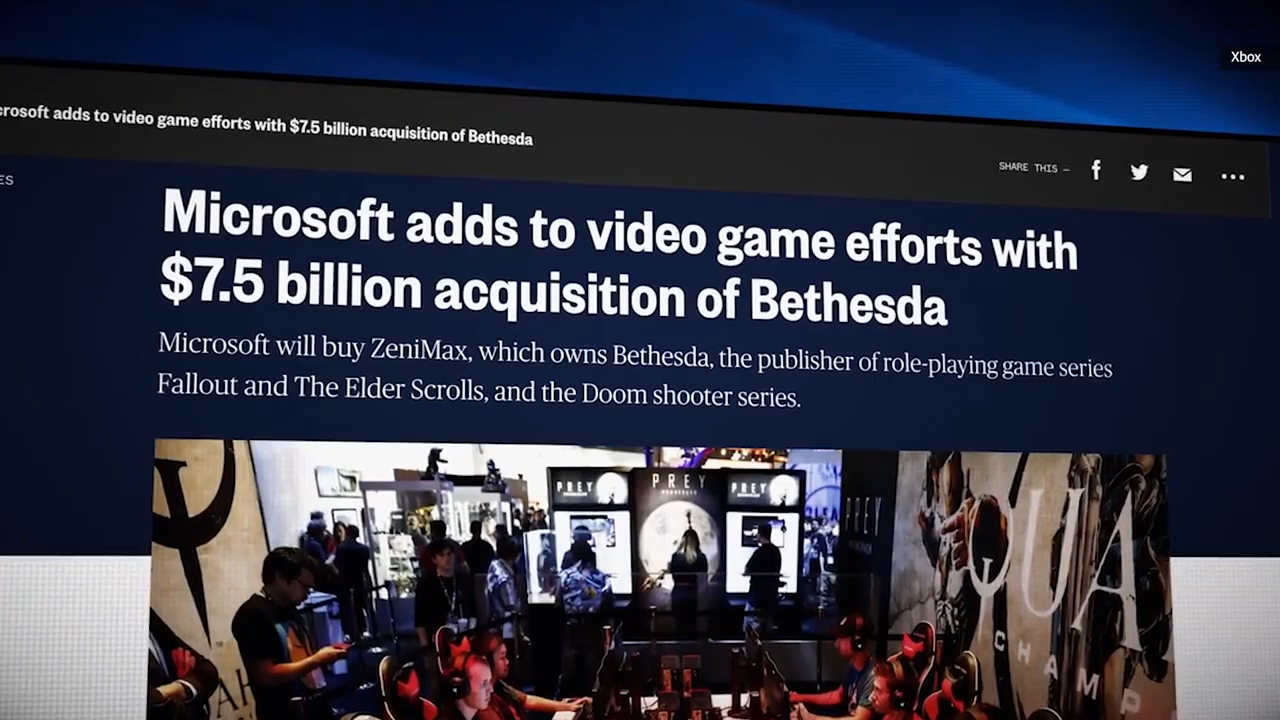 Xbox
crosoft adds to video game efforts with $7.5 billion acquisition of Bethesda
SHARE THIS —
ES
Microsoft adds to video game efforts with
$7.5 billion acquisition of Bethesda
Microsoft will buy ZeniMax, which owns Bethesda, the publisher of role-playing game series
Fallout and The Elder Scrolls, and the Doom shooter series.
PREY
PREY
PREY
PREY
QUA
CHAMP
AH